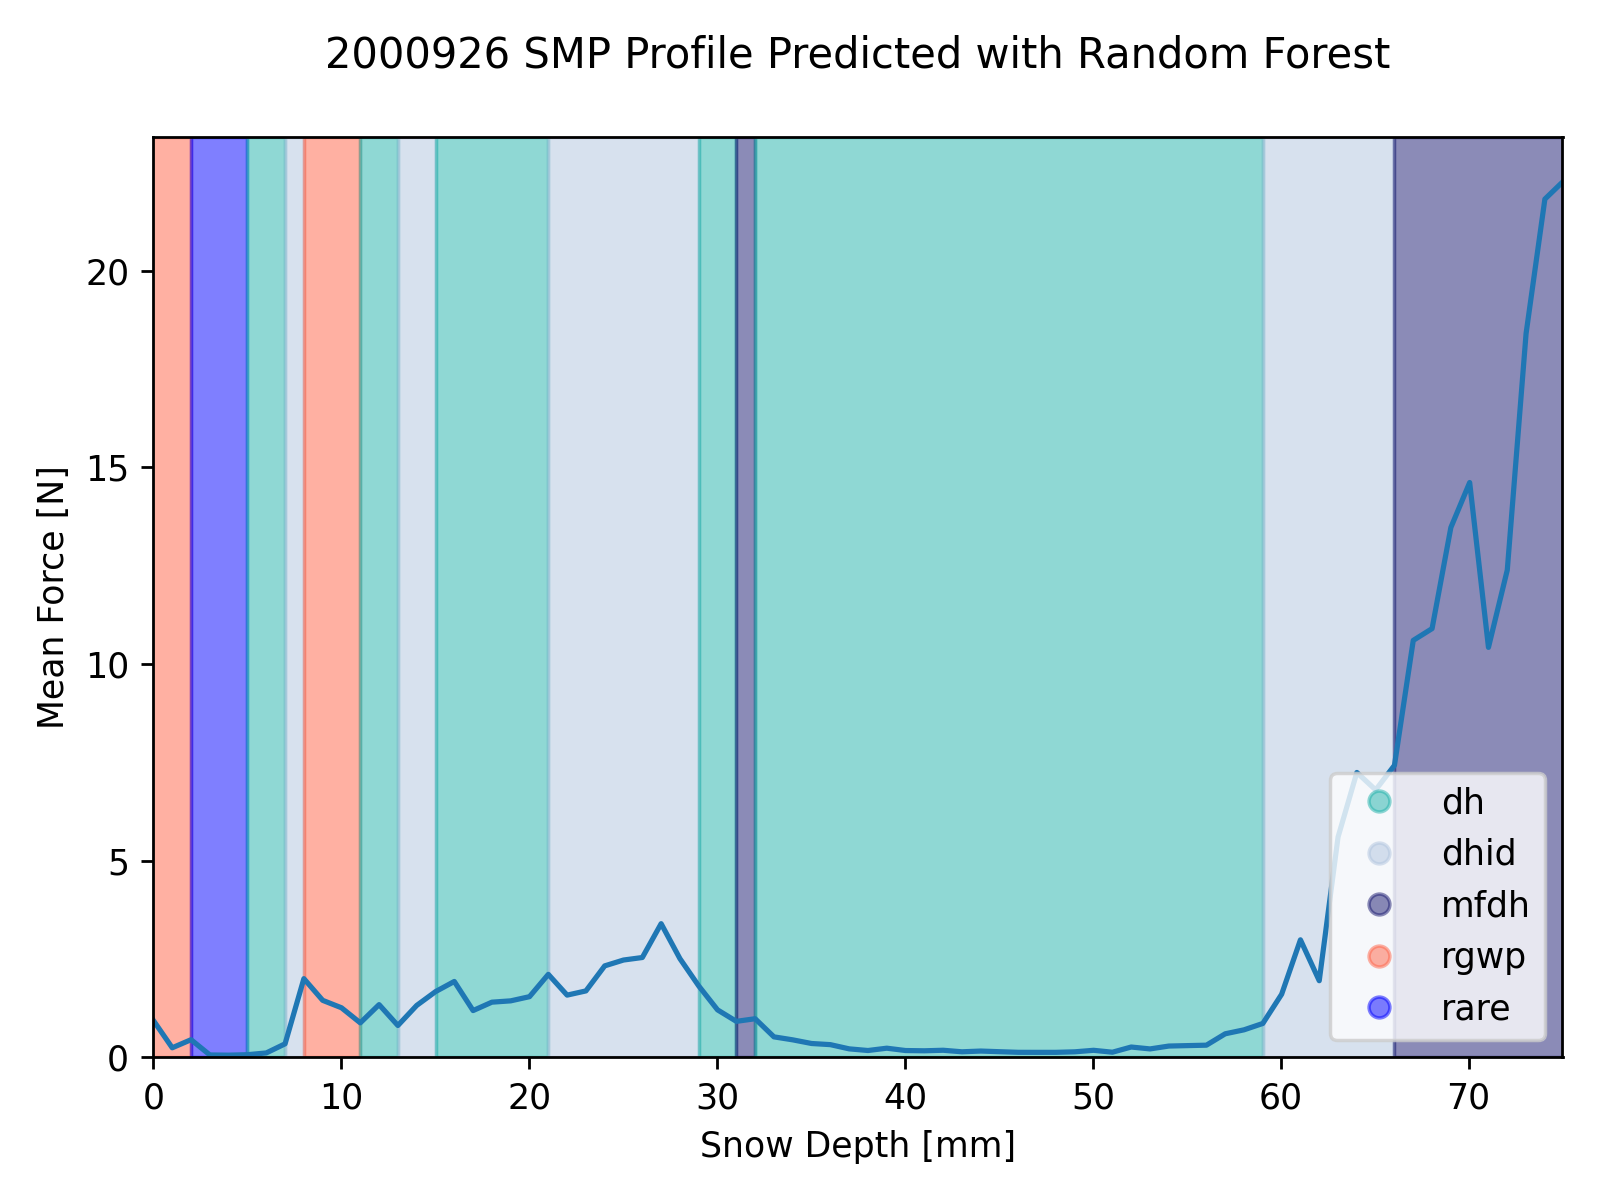 2000926 SMP Profile Predicted with Random Forest
Mean Force [N]
20
15
10
5
0
dh
dhid
mfdh
rgwp
rare
0 10 20 30 40 50 60 70
Snow Depth [mm]